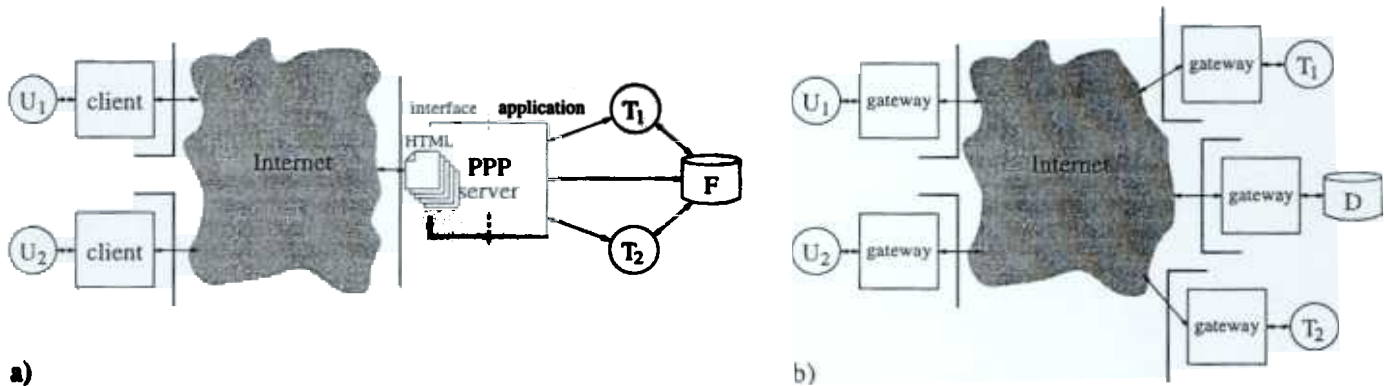 U1
client
U2
client
Internet
interface
application
HTML
PPP
server
T1
F
T2
a)
U1
gateway
U2
gateway
Internet
gateway
T1
gateway
D
gateway
T2
b)